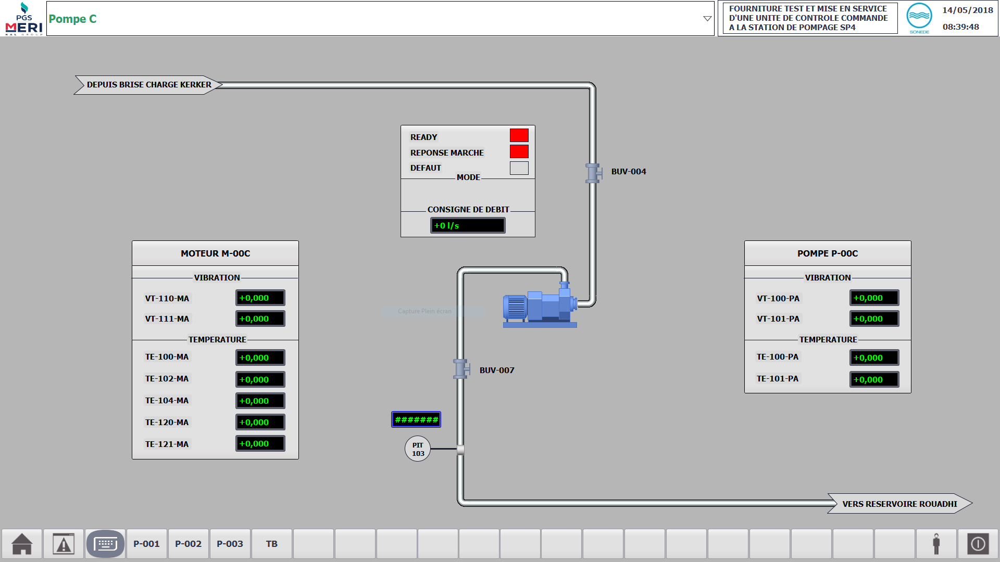 PGS
MERI
HAL GROUP
Pompe C
FOURNITURE TEST ET MISE EN SERVICE
D'UNE UNITE DE CONTROLE COMMANDE
A LA STATION DE POMPAGE SP4
SONEDE
14/05/2018
08:39:48
DEPUIS BRISE CHARGE KERKER
READY
REPONSE MARCHE
DEFAUT
MODE
CONSIGNE DE DEBIT
+0 l/s
BUV-004
MOTEUR M-00C
VIBRATION
VT-110-MA +0,000
VT-111-MA +0,000
TEMPERATURE
TE-100-MA +0,000
TE-102-MA +0,000
TE-104-MA +0,000
TE-120-MA +0,000
TE-121-MA +0,000
Capture Plein écran
BUV-007
#######
PIT
103
POMPE P-00C
VIBRATION
VT-100-PA +0,000
VT-101-PA +0,000
TEMPERATURE
TE-100-PA +0,000
TE-101-PA +0,000
VERS RESERVOIRE ROUADHI
P-001 P-002 P-003 TB